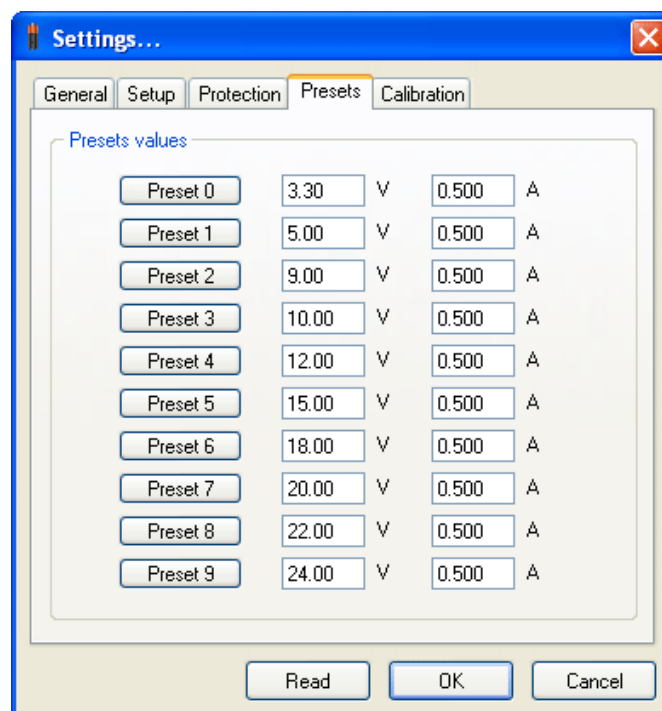 Settings...
General Setup Protection Presets Calibration
Presets values
Preset 0 3.30 V 0.500 A
Preset 1 5.00 V 0.500 A
Preset 2 9.00 V 0.500 A
Preset 3 10.00 V 0.500 A
Preset 4 12.00 V 0.500 A
Preset 5 15.00 V 0.500 A
Preset 6 18.00 V 0.500 A
Preset 7 20.00 V 0.500 A
Preset 8 22.00 V 0.500 A
Preset 9 24.00 V 0.500 A
Read OK Cancel